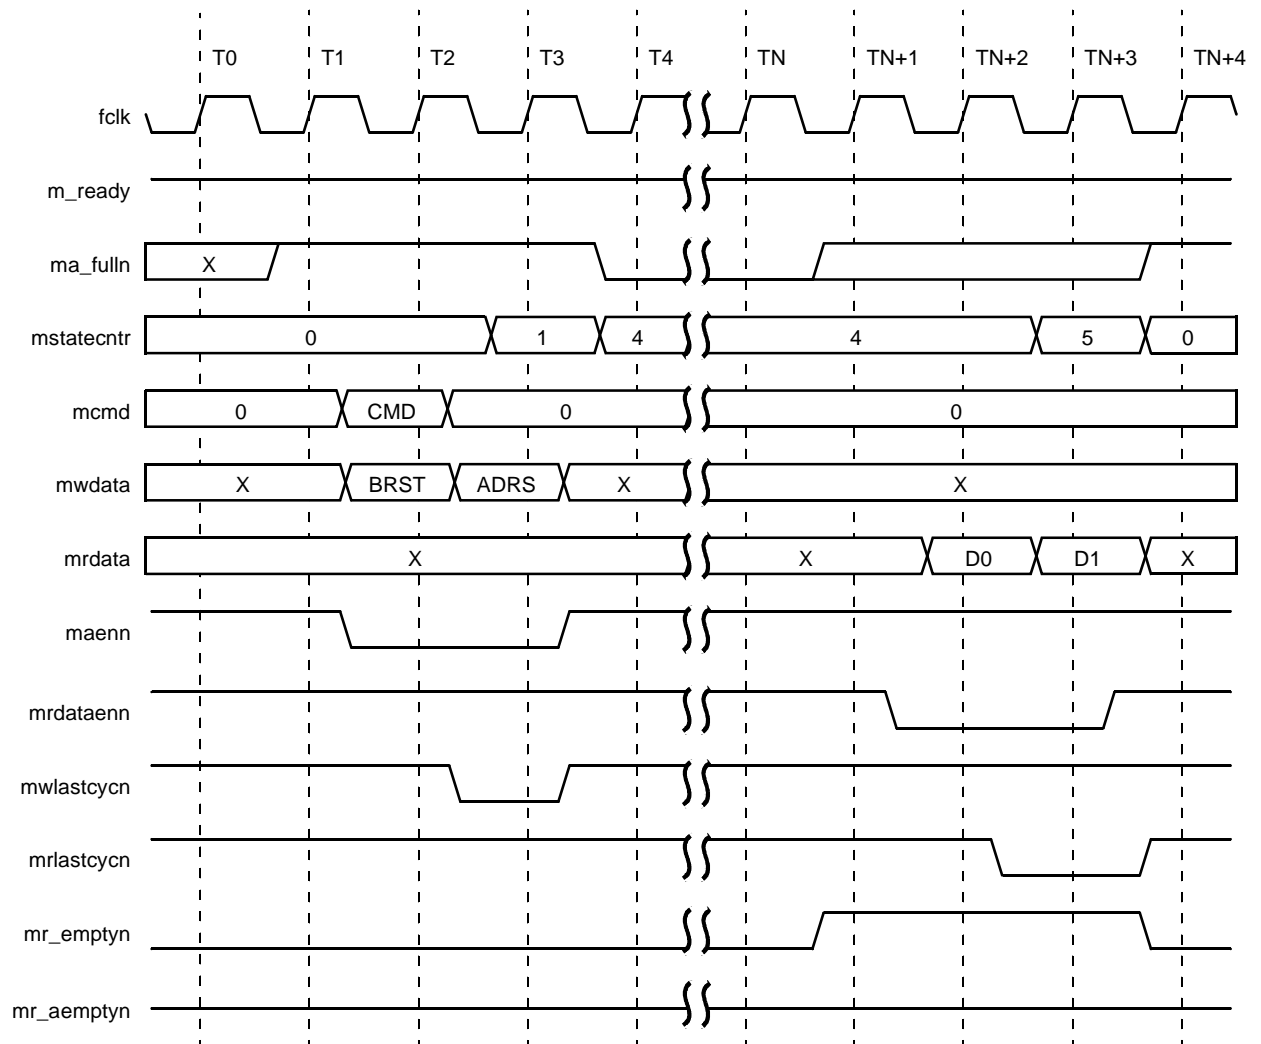 T0 T1 T2 T3 T4 TN TN+1 TN+2 TN+3 TN+4
fclk
m_ready
ma_fulln X
mstatecntr 0 1 4 4 5 0
mcmd 0 CMD 0 0
mwdata X BRST ADRS X X
mrdata X X D0 D1 X
maenn
mrdataenn
mwlastcycn
mrlastcycn
mr_emptyn
mr_aemptyn